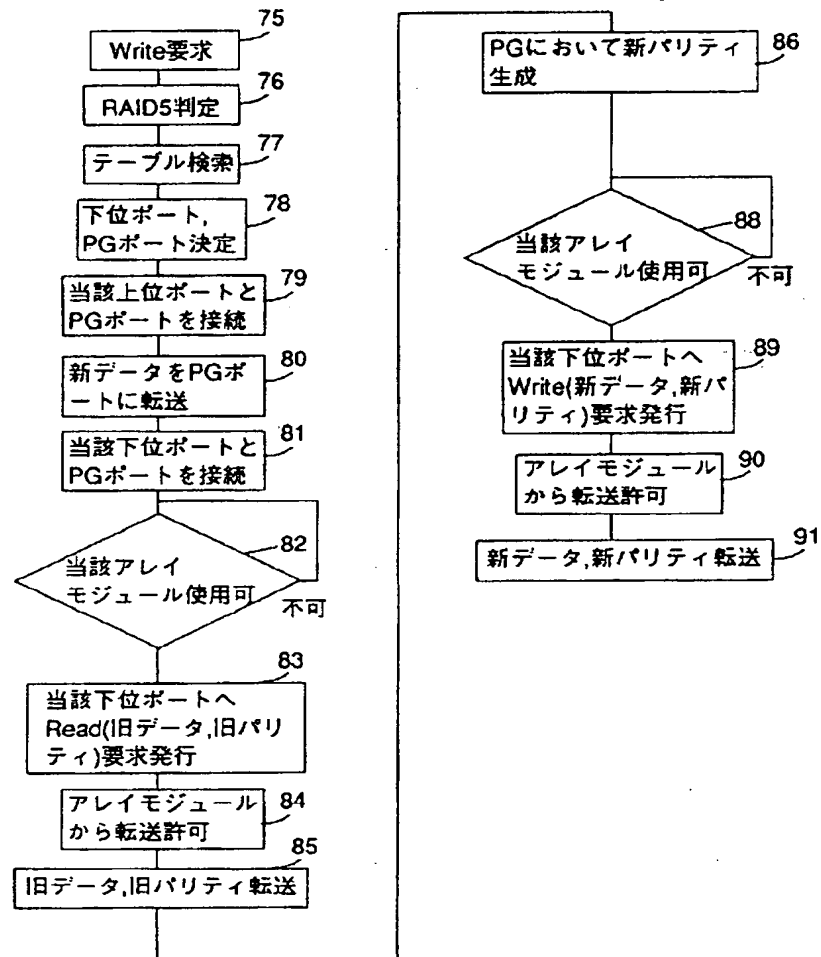 75
Write要求
76
RAID5判定
77
テーブル検索
78
下位ポート,
PGポート決定
79
当該上位ポートと
PGポートを接続
80
新データをPGポ
ートに転送
81
当該下位ポートと
PGポートを接続
82
当該アレイ
モジュール使用可
不可
83
当該下位ポートへ
Read(旧データ,旧パリ
ティ)要求発行
84
アレイモジュール
から転送許可
85
旧データ,旧パリティ転送
86
PGにおいて新パリティ
生成
88
当該アレイ
モジュール使用可
不可
89
当該下位ポートへ
Write(新データ,新パ
リティ)要求発行
90
アレイモジュール
から転送許可
91
新データ,新パリティ転送